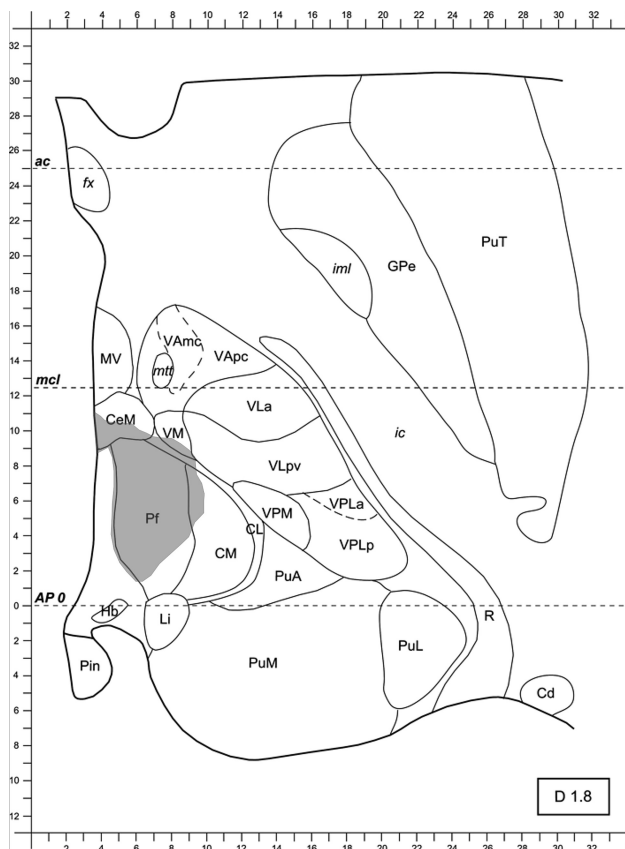 2 4 6 8 10 12 14 16 18 20 22 24 26 28 30 32
32
30
28
ac
26
fx
24
22
PuT
20
iml
GPe
18
16
VAmc
MV
mtt
VApc
14
mcl
12
CeM
VLa
VM
ic
10
8
VLpv
6
VPLa
Pf
VPM
CL
4
CM
VPLp
2
PuA
AP 0
0
Hb
Li
R
2
PuL
Pin
PuM
4
Cd
6
8
10
D 1.8
12
2 4 6 8 10 12 14 16 18 20 22 24 26 28 30 32